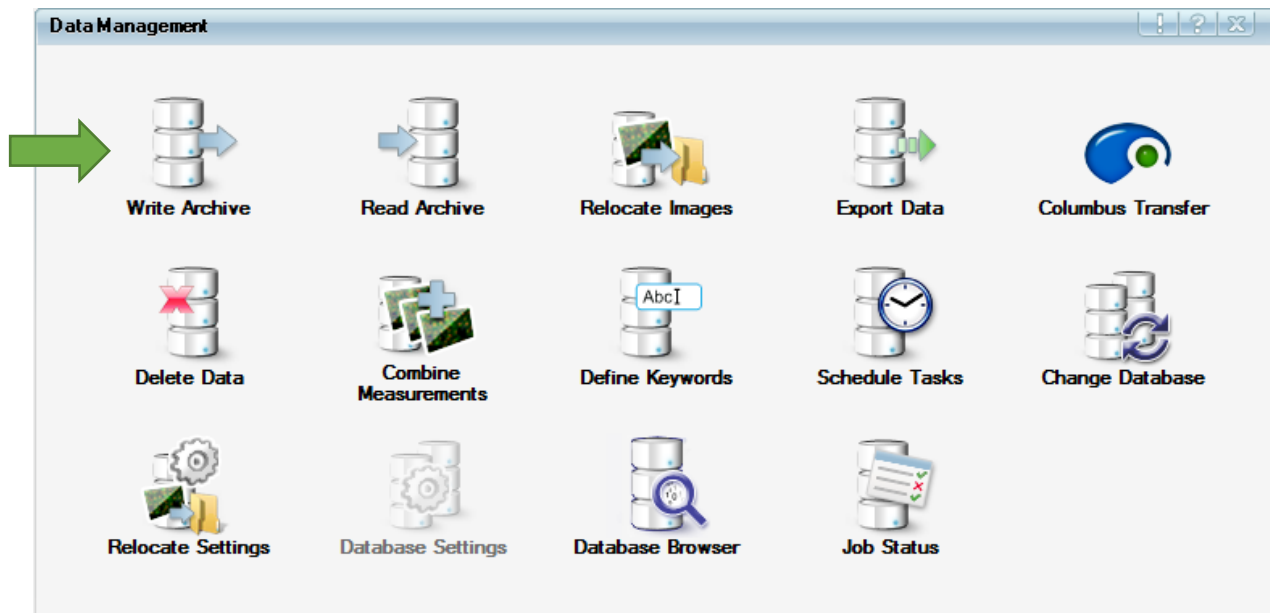 Data Management
Write Archive
Read Archive
Relocate Images
Export Data
Columbus Transfer
Abc
Delete Data
Combine
Measurements
Define Keywords
Schedule Tasks
Change Database
Relocate Settings
Database Settings
Database Browser
Job Status